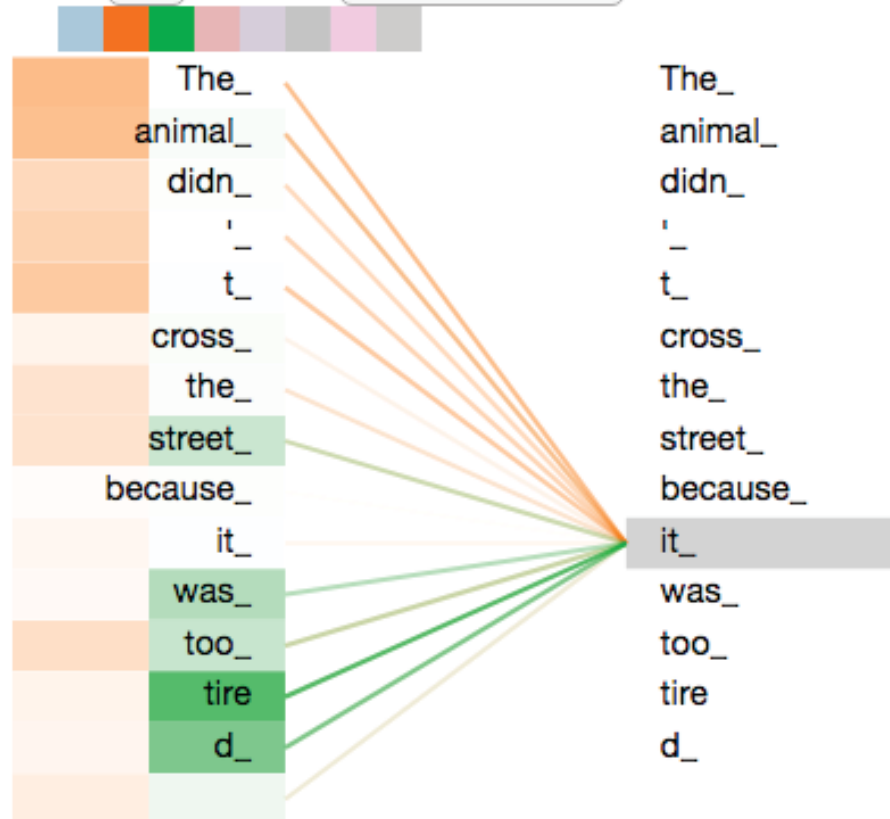 The_ The_
animal_ animal_
didn_ didn_
'_ '_
t_ t_
cross_ cross_
the_ the_
street_ street_
because_ because_
it_ it_
was_ was_
too_ too_
tire tire
d_ d_